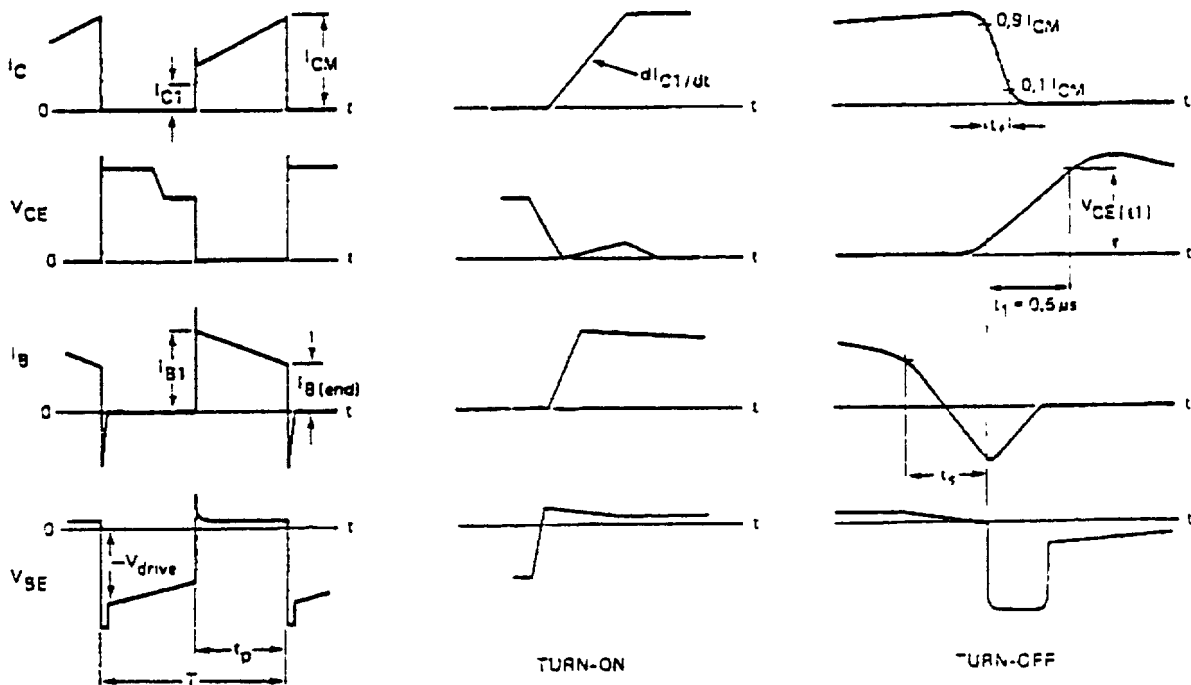 I_C
I_C1
I_CM
0
t
dI_C1/dt
0,9 I_CM
0,1 I_CM
t_f
t
V_CE
0
t
t
V_CE(t1)
t
t_1 = 0,5 µs
I_B
I_B1
I_B(end)
0
t
t
t
t_s
V_BE
0
t
-V_drive
t
t
t_p
T
TURN-ON
TURN-OFF